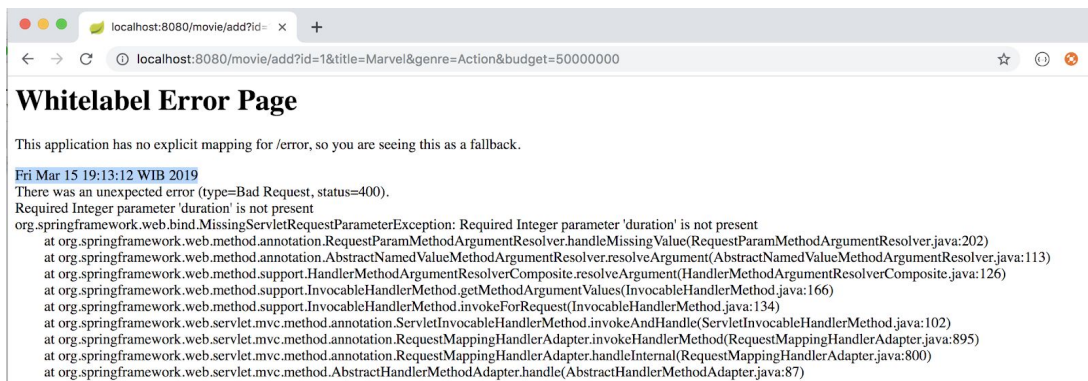 localhost:8080/movie/add?id=
localhost:8080/movie/add?id=1&title=Marvel&genre=Action&budget=50000000
Whitelabel Error Page
This application has no explicit mapping for /error, so you are seeing this as a fallback.
Fri Mar 15 19:13:12 WIB 2019
There was an unexpected error (type=Bad Request, status=400).
Required Integer parameter 'duration' is not present
org.springframework.web.bind.MissingServletRequestParameterException: Required Integer parameter 'duration' is not present
at org.springframework.web.method.annotation.RequestParamMethodArgumentResolver.handleMissingValue(RequestParamMethodArgumentResolver.java:202)
at org.springframework.web.method.annotation.AbstractNamedValueMethodArgumentResolver.resolveArgument(AbstractNamedValueMethodArgumentResolver.java:113)
at org.springframework.web.method.support.HandlerMethodArgumentResolverComposite.resolveArgument(HandlerMethodArgumentResolverComposite.java:126)
at org.springframework.web.method.support.InvocableHandlerMethod.getMethodArgumentValues(InvocableHandlerMethod.java:166)
at org.springframework.web.method.support.InvocableHandlerMethod.invokeForRequest(InvocableHandlerMethod.java:134)
at org.springframework.web.servlet.mvc.method.annotation.ServletInvocableHandlerMethod.invokeAndHandle(ServletInvocableHandlerMethod.java:102)
at org.springframework.web.servlet.mvc.method.annotation.RequestMappingHandlerAdapter.invokeHandlerMethod(RequestMappingHandlerAdapter.java:895)
at org.springframework.web.servlet.mvc.method.annotation.RequestMappingHandlerAdapter.handleInternal(RequestMappingHandlerAdapter.java:800)
at org.springframework.web.servlet.mvc.method.AbstractHandlerMethodAdapter.handle(AbstractHandlerMethodAdapter.java:87)